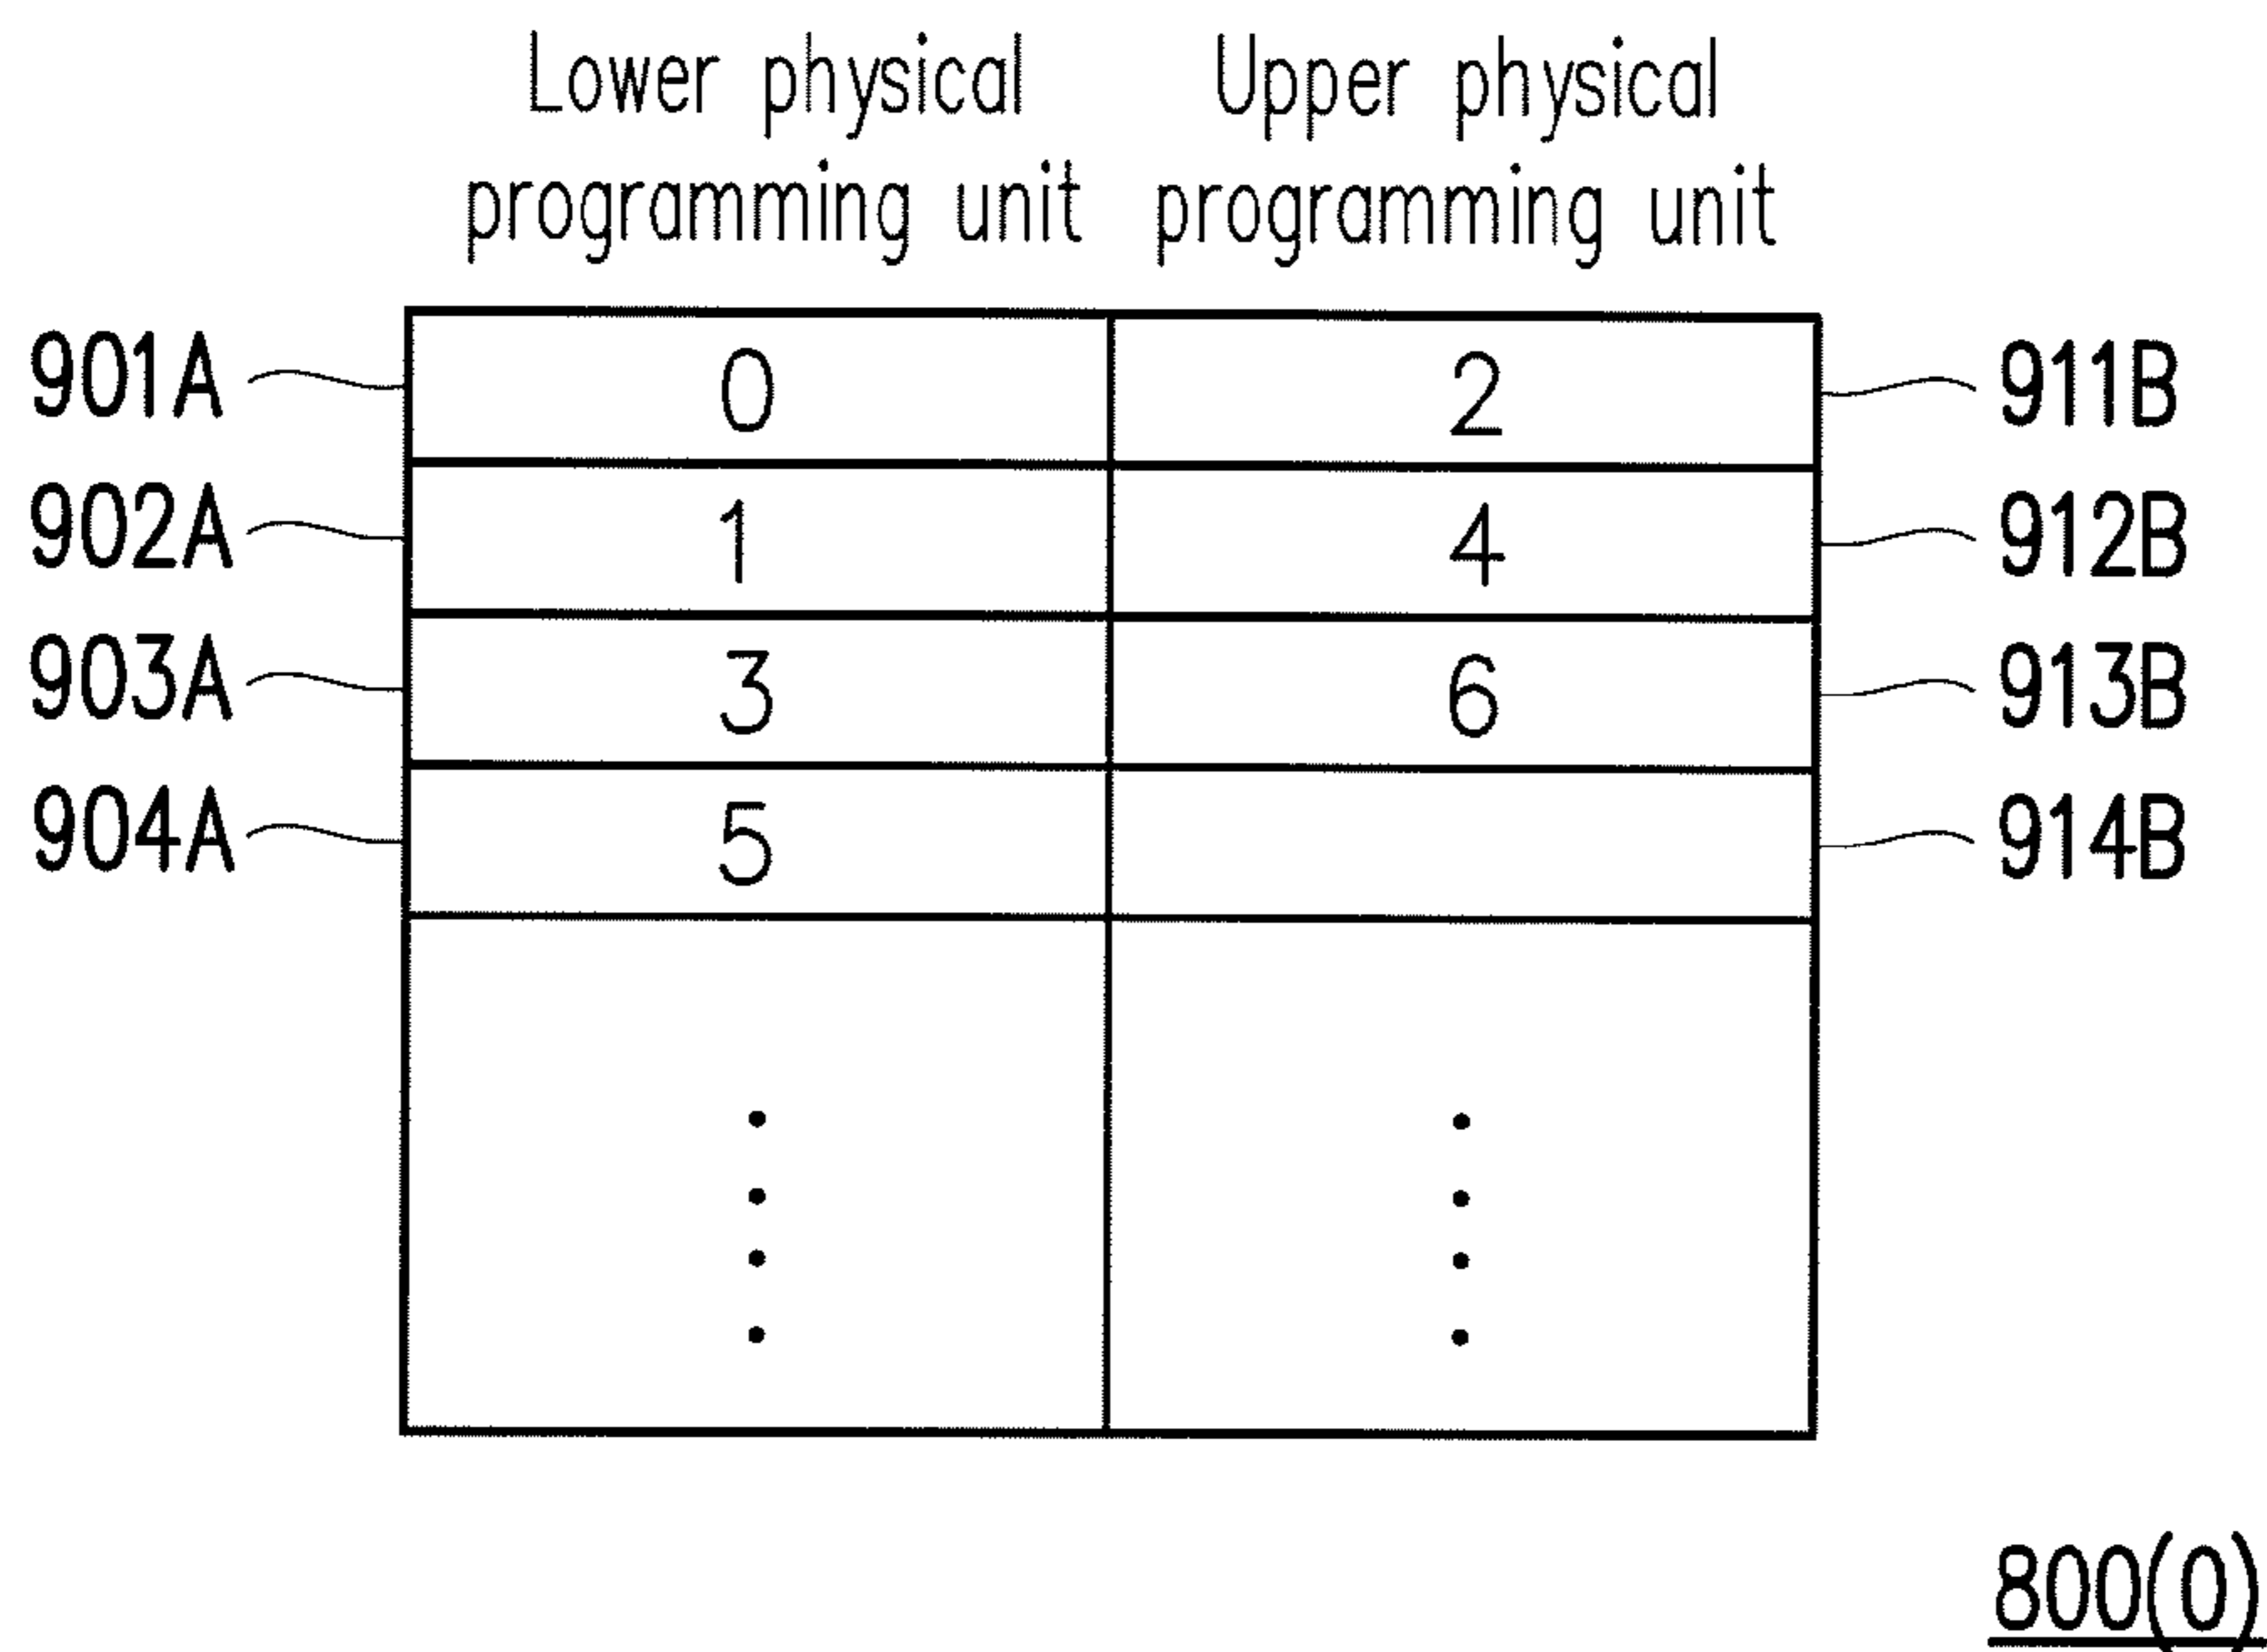 Lower physical programming unit
Upper physical programming unit
901A 0 2 911B
902A 1 4 912B
903A 3 6 913B
904A 5 914B
800(0)